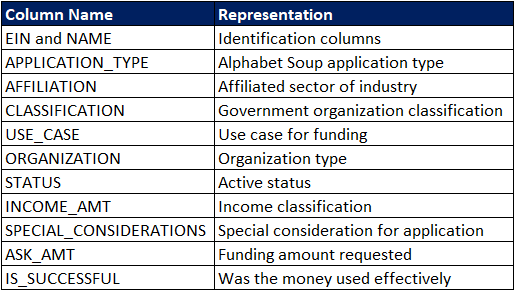 Column Name Representation
EIN and NAME Identification columns
APPLICATION_TYPE Alphabet Soup application type
AFFILIATION Affiliated sector of industry
CLASSIFICATION Government organization classification
USE_CASE Use case for funding
ORGANIZATION Organization type
STATUS Active status
INCOME_AMT Income classification
SPECIAL_CONSIDERATIONS Special consideration for application
ASK_AMT Funding amount requested
IS_SUCCESSFUL Was the money used effectively